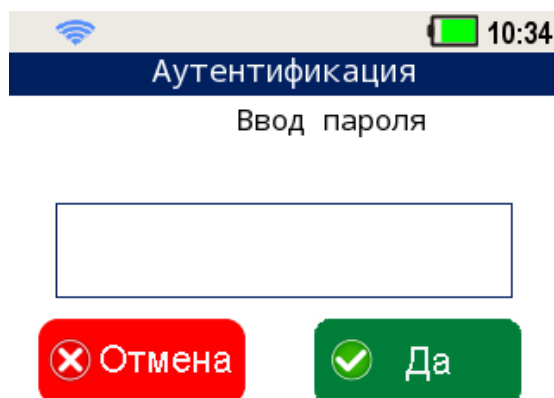 10:34
Аутентификация
Ввод пароля
Отмена
Да